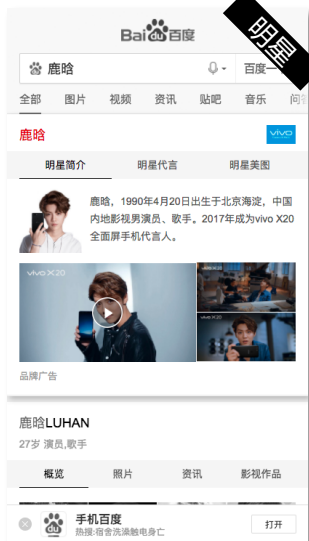 Bai du 百度
明星
鹿晗
百度一
全部 图片 视频 资讯 贴吧 音乐 问答
鹿晗
vivo
明星简介 明星代言 明星美图
鹿晗，1990年4月20日出生于北京海淀，中国
内地影视男演员、歌手。2017年成为vivo X20
全面屏手机代言人。
vivo X20
品牌广告
鹿晗LUHAN
27岁 演员,歌手
概览 照片 资讯 影视作品
du
手机百度
热搜:宿舍洗澡触电身亡
打开